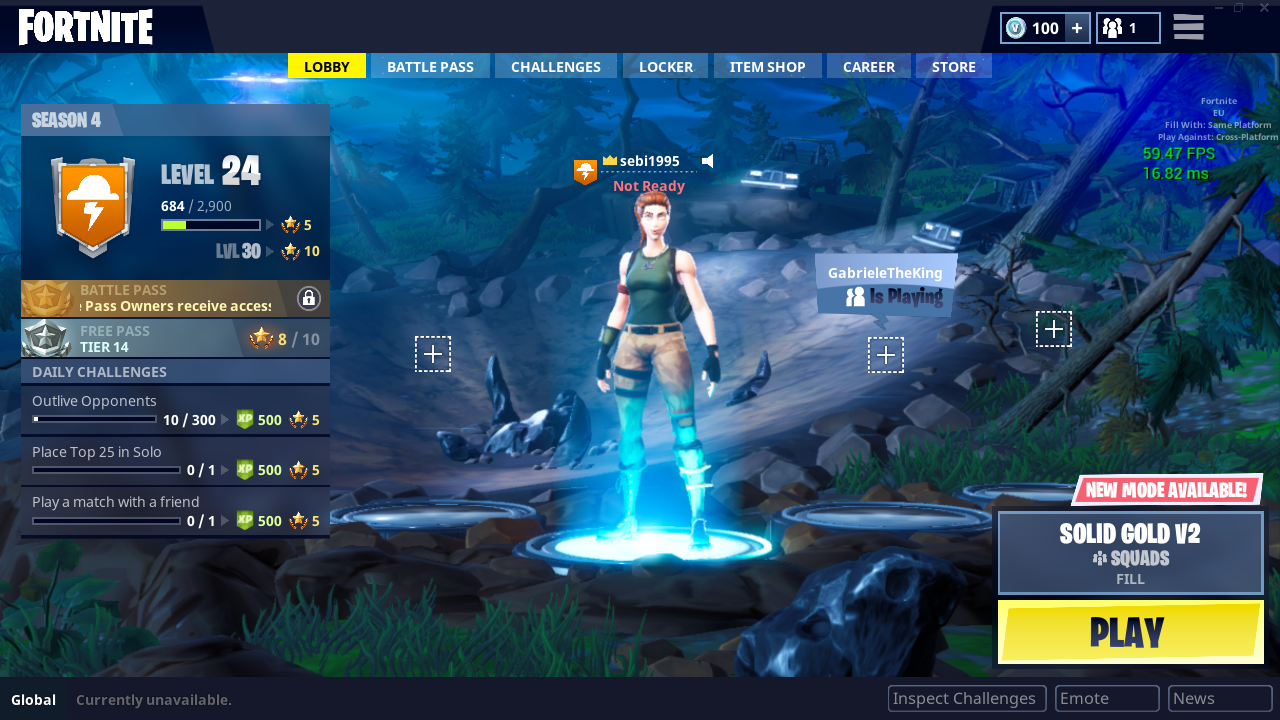 FORTNITE
100 +
1
LOBBY
BATTLE PASS
CHALLENGES
LOCKER
ITEM SHOP
CAREER
STORE
Fortnite
EU
Fill With: Same Platform
Play Against: Cross-Platform
59.47 FPS
16.82 ms
SEASON 4
LEVEL 24
684 / 2,900
5
LVL 30
10
BATTLE PASS
Pass Owners receive access
FREE PASS
TIER 14
8 / 10
DAILY CHALLENGES
Outlive Opponents
10 / 300 XP 500 5
Place Top 25 in Solo
0 / 1 XP 500 5
Play a match with a friend
0 / 1 XP 500 5
sebi1995
Not Ready
GabrieleTheKing
Is Playing
NEW MODE AVAILABLE!
SOLID GOLD V2
SQUADS
FILL
PLAY
Global
Currently unavailable.
Inspect Challenges
Emote
News